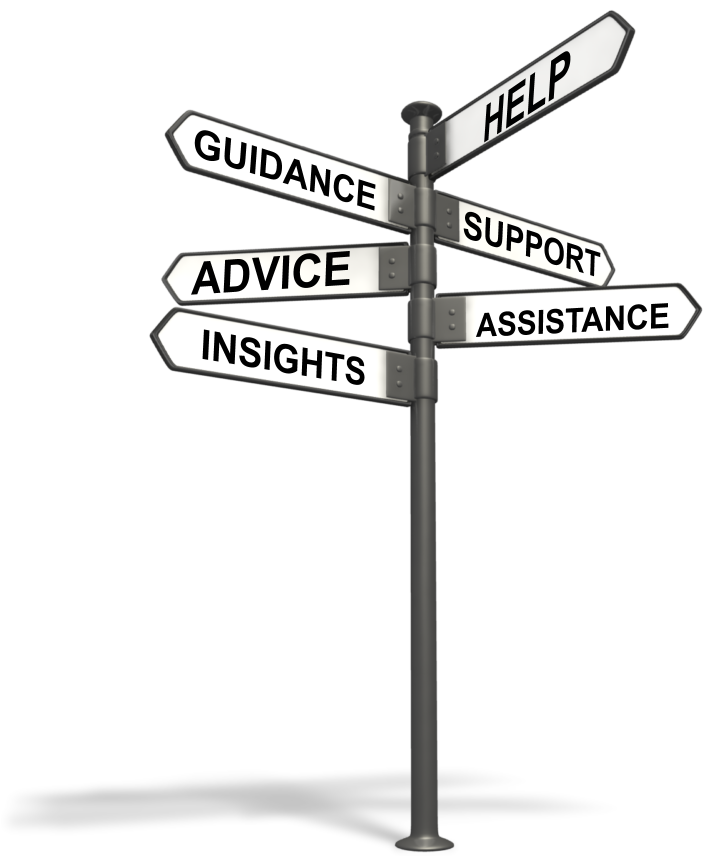 HELP
GUIDANCE
SUPPORT
ADVICE
ASSISTANCE
INSIGHTS